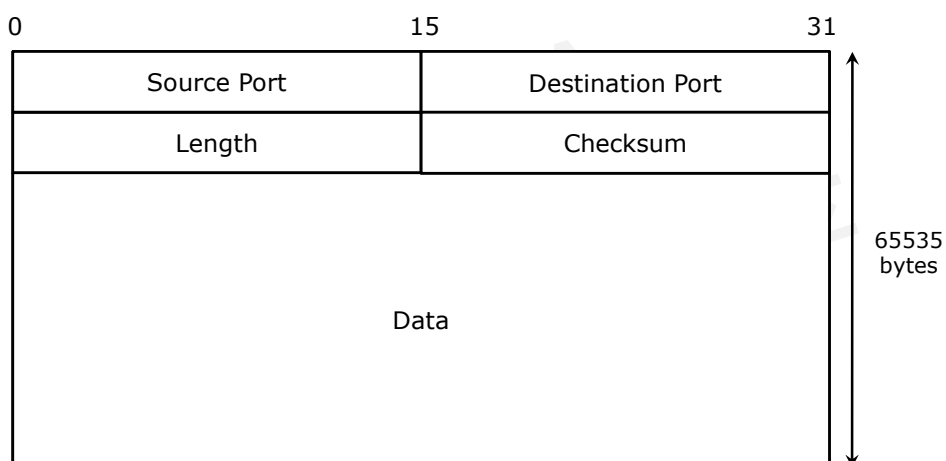 0 15 31
Source Port Destination Port
Length Checksum
65535
bytes
Data